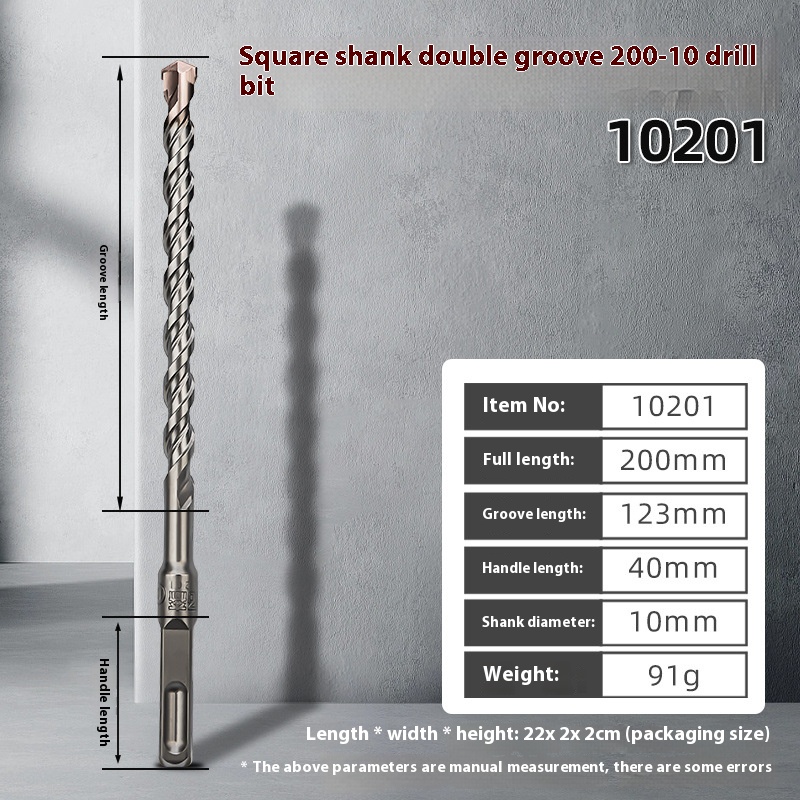 Square shank double groove 200-10 drill
bit
10201
Groove length
Item No: 10201
Full length: 200mm
Groove length: 123mm
Handle length: 40mm
Shank diameter: 10mm
Weight: 91g
Handle length
Length * width * height: 22x 2x 2cm (packaging size)
* The above parameters are manual measurement, there are some errors